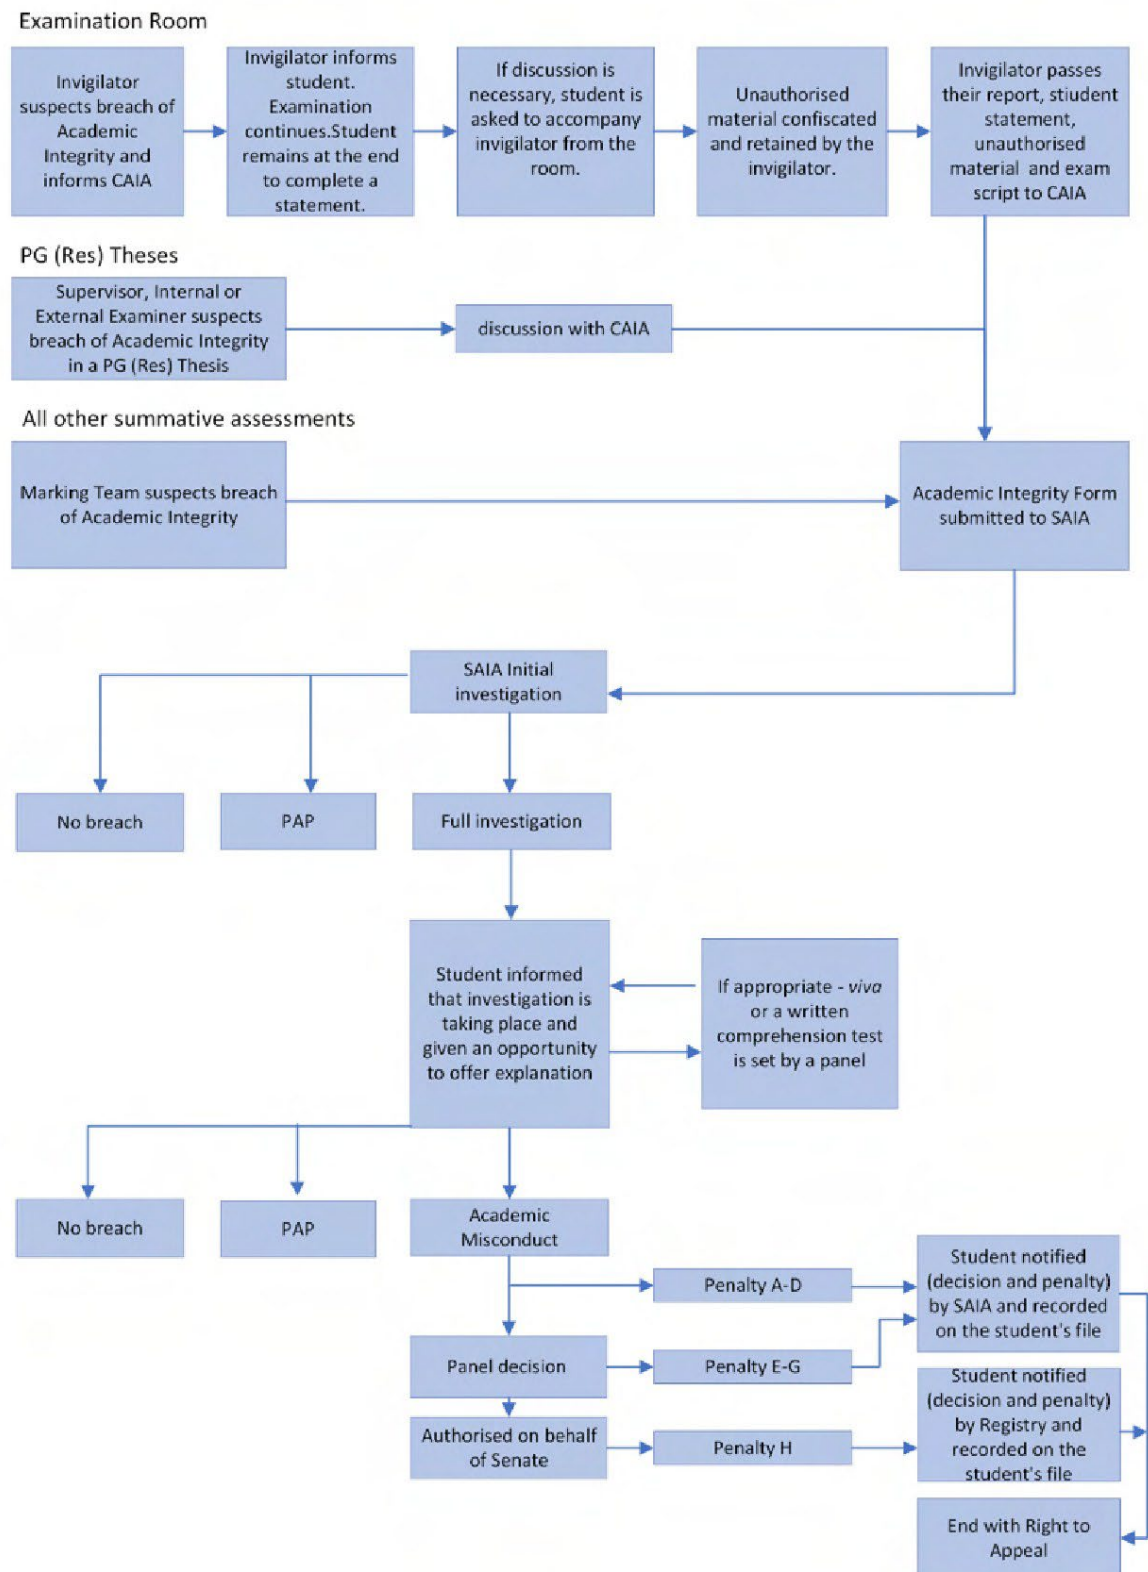 Examination Room
Invigilator
suspects breach of
Academic
Integrity and
informs CAIA
Invigilator informs
student.
Examination
continues.Student
remains at the end
to complete a
statement.
If discussion is
necessary, student is
asked to accompany
invigilator from the
room.
Unauthorised
material confiscated
and retained by the
invigilator.
Invigilator passes
their report, stiudent
statement,
unauthorised
material and exam
script to CAIA
PG (Res) Theses
Supervisor, Internal or
External Examiner suspects
breach of Academic Integrity
in a PG (Res) Thesis
discussion with CAIA
All other summative assessments
Marking Team suspects breach
of Academic Integrity
Academic Integrity Form
submitted to SAIA
SAIA Initial
investigation
No breach
PAP
Full investigation
Student informed
that investigation is
taking place and
given an opportunity
to offer explanation
If appropriate - viva
or a written
comprehension test
is set by a panel
No breach
PAP
Academic
Misconduct
Penalty A-D
Student notified
(decision and penalty)
by SAIA and recorded
on the student's file
Panel decision
Penalty E-G
Authorised on behalf
of Senate
Penalty H
Student notified
(decision and penalty)
by Registry and
recorded on the
student's file
End with Right to
Appeal